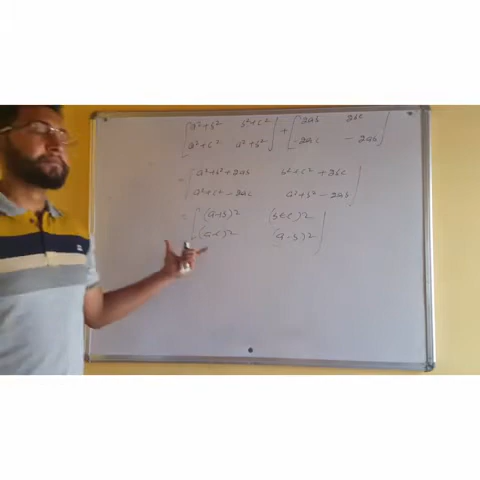 [a²+b² b²+c²] + [2ab 2bc]
[a²+c² a²+b²] [-2ac -2ab]
= [a²+b²+2ab b²+c²+2bc]
[a²+c²-2ac a²+b²-2ab]
= [(a+b)2 (b+c)2]
[(a-c)2 (a-b)2]